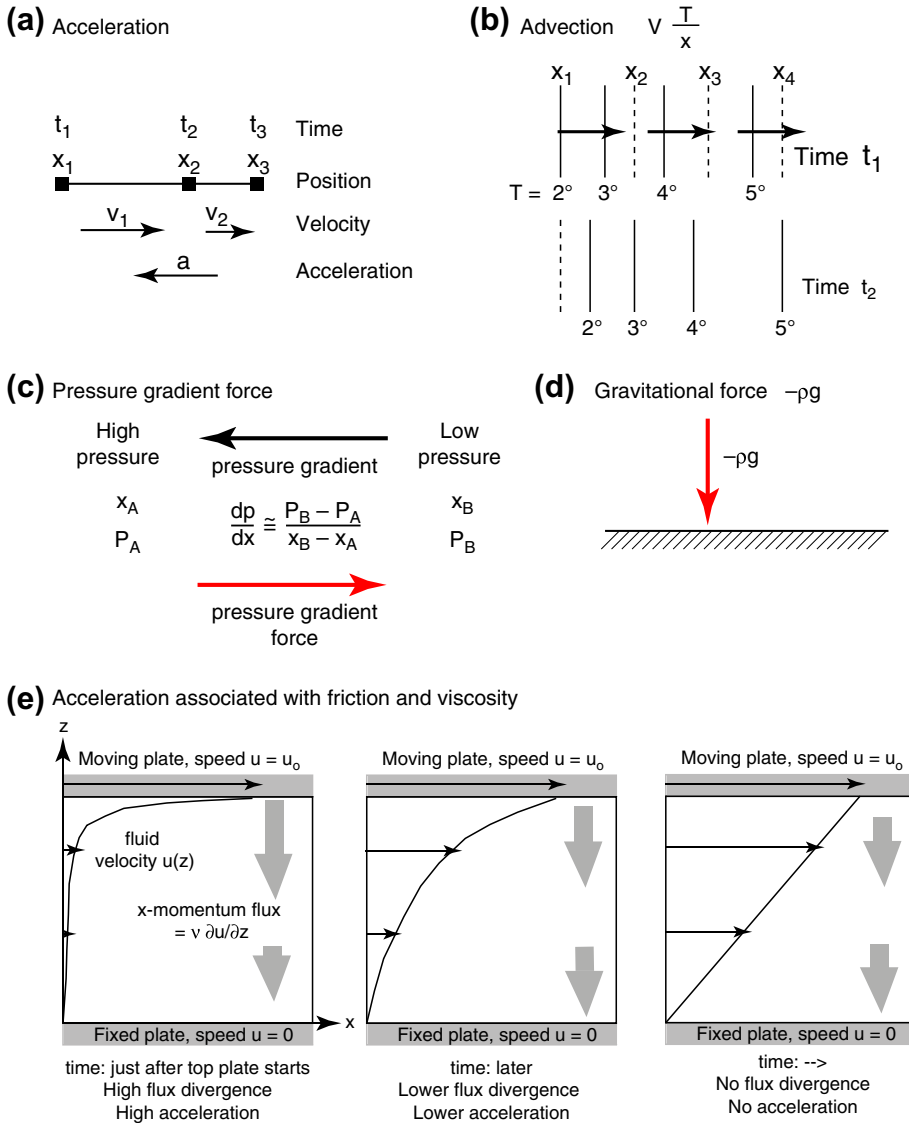 (a) Acceleration
t1 t2 t3 Time
x1 x2 x3 Position
v1 v2 Velocity
a Acceleration
(b) Advection V T/x
x1 x2 x3 x4
Time t1
T = 2° 3° 4° 5°
Time t2
2° 3° 4° 5°
(c) Pressure gradient force
High pressure
pressure gradient
Low pressure
xA
PA
dp/dx ≅ PB – PA/xB – xA
xB
PB
pressure gradient
force
(d) Gravitational force –ρg
–ρg
(e) Acceleration associated with friction and viscosity
z
Moving plate, speed u = uo
fluid
velocity u(z)
x-momentum flux
= ν ∂u/∂z
x
Fixed plate, speed u = 0
time: just after top plate starts
High flux divergence
High acceleration
Moving plate, speed u = uo
Fixed plate, speed u = 0
time: later
Lower flux divergence
Lower acceleration
Moving plate, speed u = uo
Fixed plate, speed u = 0
time: -->
No flux divergence
No acceleration